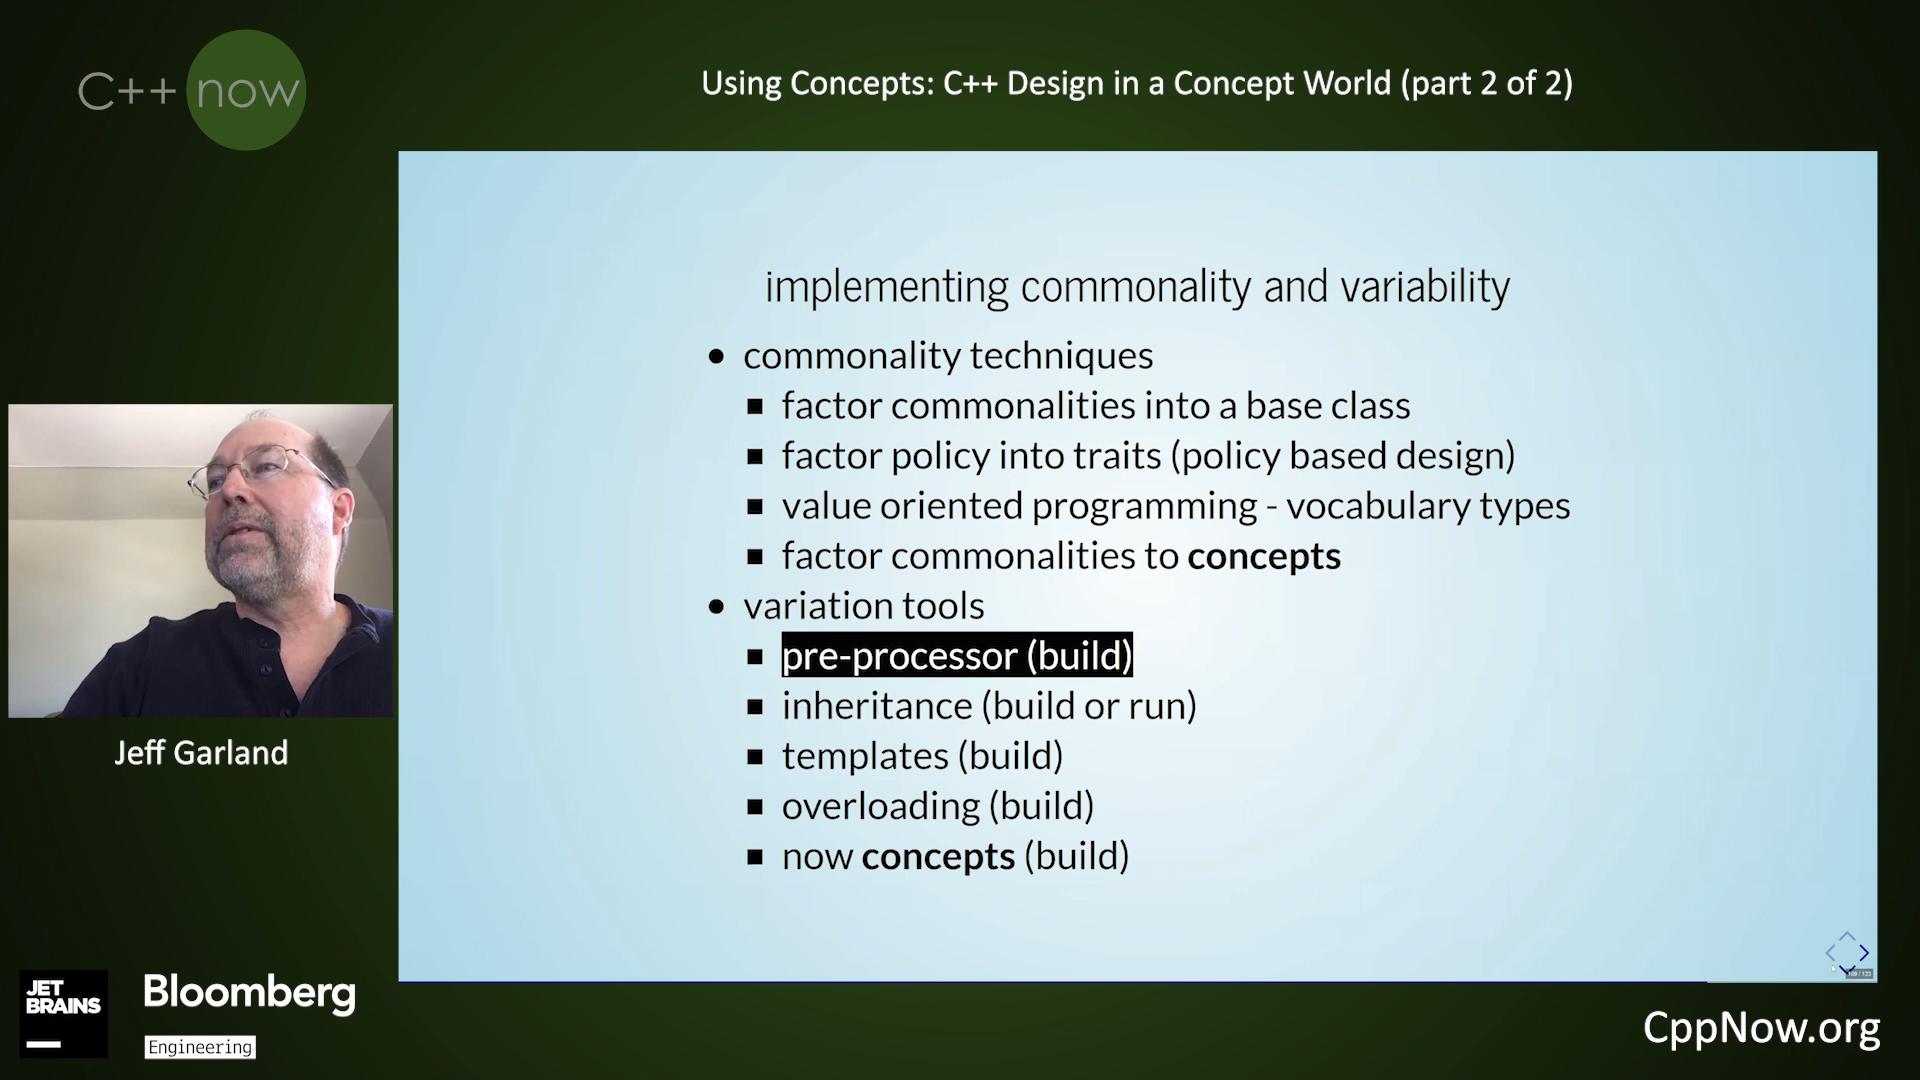 C++ now
Using Concepts: C++ Design in a Concept World (part 2 of 2)
implementing commonality and variability
commonality techniques
factor commonalities into a base class
factor policy into traits (policy based design)
value oriented programming - vocabulary types
factor commonalities to concepts
variation tools
pre-processor (build)
inheritance (build or run)
templates (build)
overloading (build)
now concepts (build)
Jeff Garland
JET
BRAINS
Bloomberg
Engineering
CppNow.org